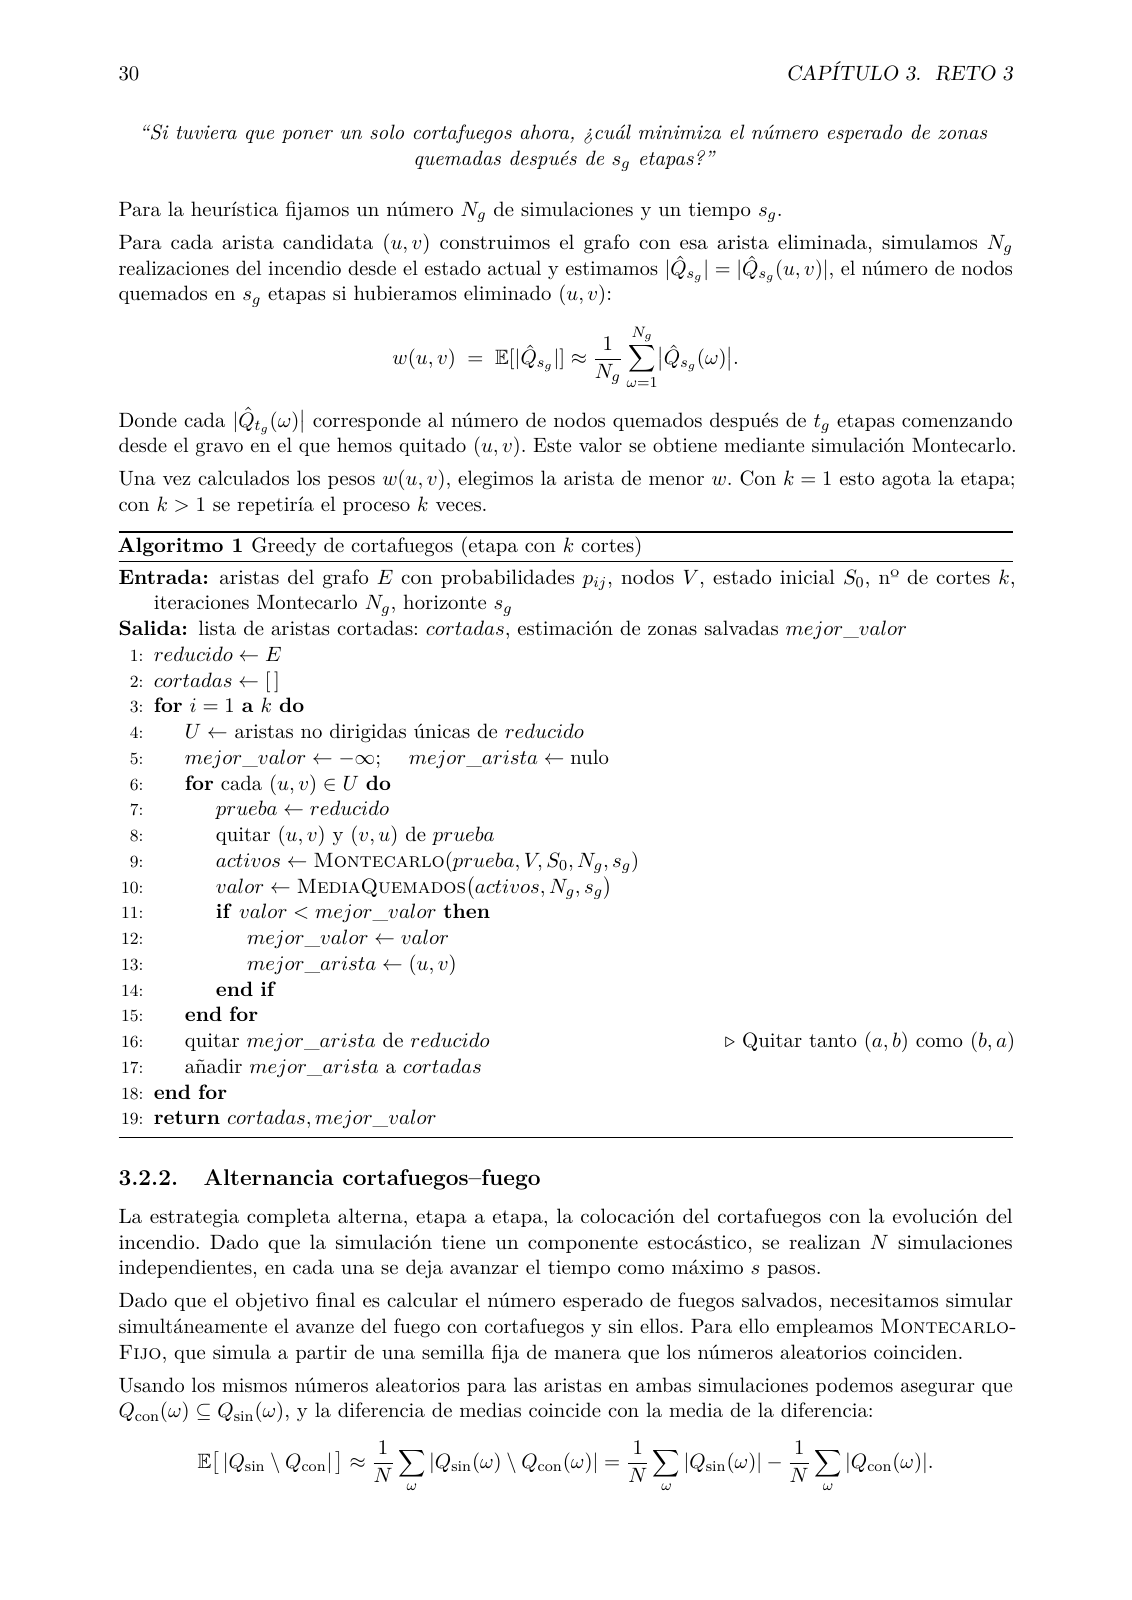 30 CAPÍTULO 3. RETO 3
“Si tuviera que poner un solo cortafuegos ahora, ¿cuál minimiza el número esperado de zonas
quemadas después de s_g etapas?”
Para la heurística fijamos un número N_g de simulaciones y un tiempo s_g.
Para cada arista candidata (u, v) construimos el grafo con esa arista eliminada, simulamos N_g
realizaciones del incendio desde el estado actual y estimamos |Q̂_{s_g}| = |Q̂_{s_g}(u, v)|, el número de nodos
quemados en s_g etapas si hubieramos eliminado (u, v):
w(u, v) = 𝔼[|Q̂_{s_g}|] ≈ \frac{1}{N_g} \sum_{ω=1}^{N_g} |Q̂_{s_g}(ω)|.
Donde cada |Q̂_{t_g}(ω)| corresponde al número de nodos quemados después de t_g etapas comenzando
desde el gravo en el que hemos quitado (u, v). Este valor se obtiene mediante simulación Montecarlo.
Una vez calculados los pesos w(u, v), elegimos la arista de menor w. Con k = 1 esto agota la etapa;
con k > 1 se repetiría el proceso k veces.
Algoritmo 1 Greedy de cortafuegos (etapa con k cortes)
Entrada: aristas del grafo E con probabilidades p_{ij}, nodos V, estado inicial S_0, nº de cortes k,
iteraciones Montecarlo N_g, horizonte s_g
Salida: lista de aristas cortadas: cortadas, estimación de zonas salvadas mejor_valor
1: reducido ← E
2: cortadas ← [ ]
3: for i = 1 a k do
4: U ← aristas no dirigidas únicas de reducido
5: mejor_valor ← −∞; mejor_arista ← nulo
6: for cada (u, v) ∈ U do
7: prueba ← reducido
8: quitar (u, v) y (v, u) de prueba
9: activos ← MONTECARLO(prueba, V, S_0, N_g, s_g)
10: valor ← MEDIAQUEMADOS(activos, N_g, s_g)
11: if valor < mejor_valor then
12: mejor_valor ← valor
13: mejor_arista ← (u, v)
14: end if
15: end for
16: quitar mejor_arista de reducido ▷ Quitar tanto (a, b) como (b, a)
17: añadir mejor_arista a cortadas
18: end for
19: return cortadas, mejor_valor
3.2.2. Alternancia cortafuegos–fuego
La estrategia completa alterna, etapa a etapa, la colocación del cortafuegos con la evolución del
incendio. Dado que la simulación tiene un componente estocástico, se realizan N simulaciones
independientes, en cada una se deja avanzar el tiempo como máximo s pasos.
Dado que el objetivo final es calcular el número esperado de fuegos salvados, necesitamos simular
simultáneamente el avanze del fuego con cortafuegos y sin ellos. Para ello empleamos MONTECARLO-
FIJO, que simula a partir de una semilla fija de manera que los números aleatorios coinciden.
Usando los mismos números aleatorios para las aristas en ambas simulaciones podemos asegurar que
Q_con(ω) ⊆ Q_sin(ω), y la diferencia de medias coincide con la media de la diferencia:
𝔼[ |Q_sin \ Q_con| ] ≈ \frac{1}{N} \sum_ω |Q_sin(ω) \ Q_con(ω)| = \frac{1}{N} \sum_ω |Q_sin(ω)| − \frac{1}{N} \sum_ω |Q_con(ω)|.